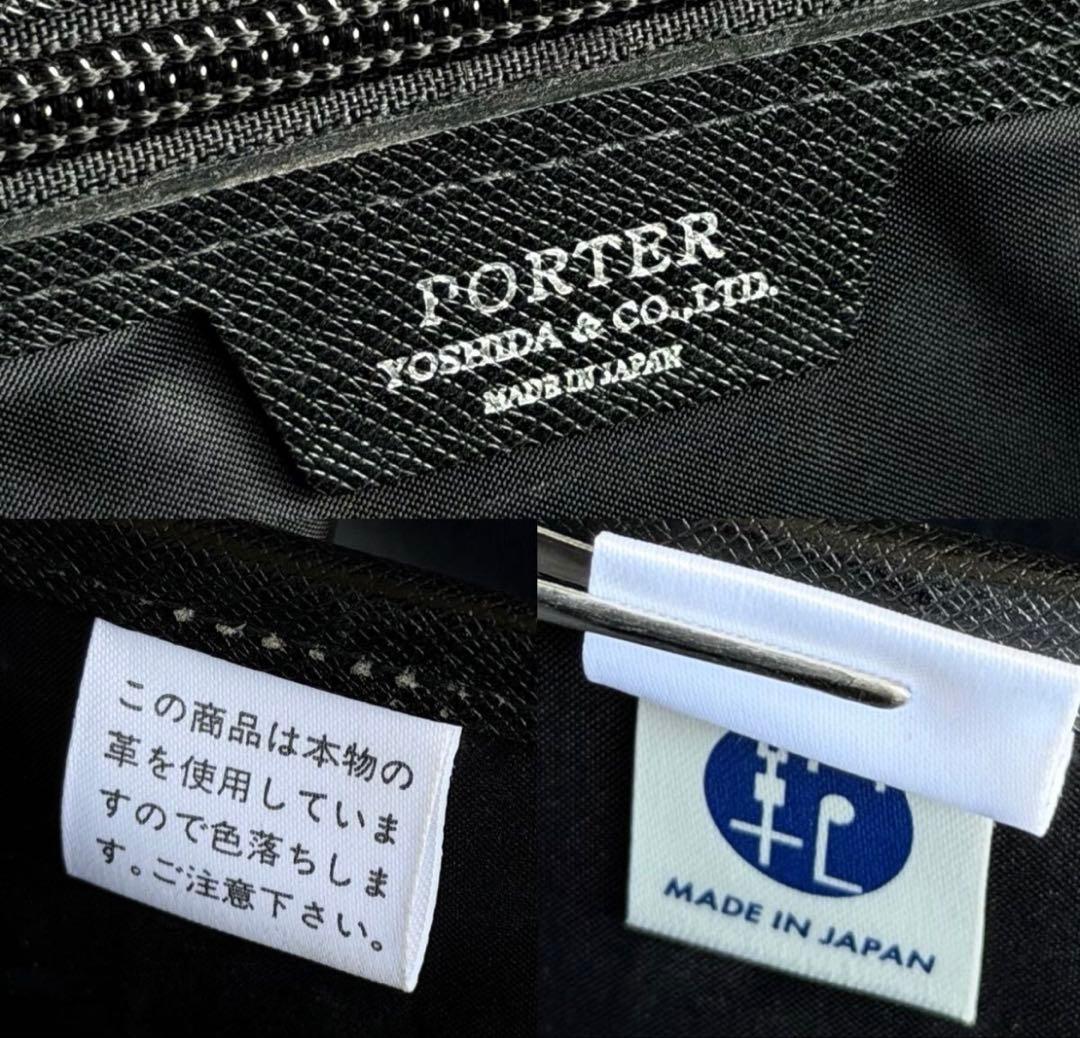 PORTER
YOSHIDA & CO.,LTD.
MADE IN JAPAN
この商品は本物の
革を使用していま
すので色落ちしま
す。ご注意下さい。
MADE IN JAPAN